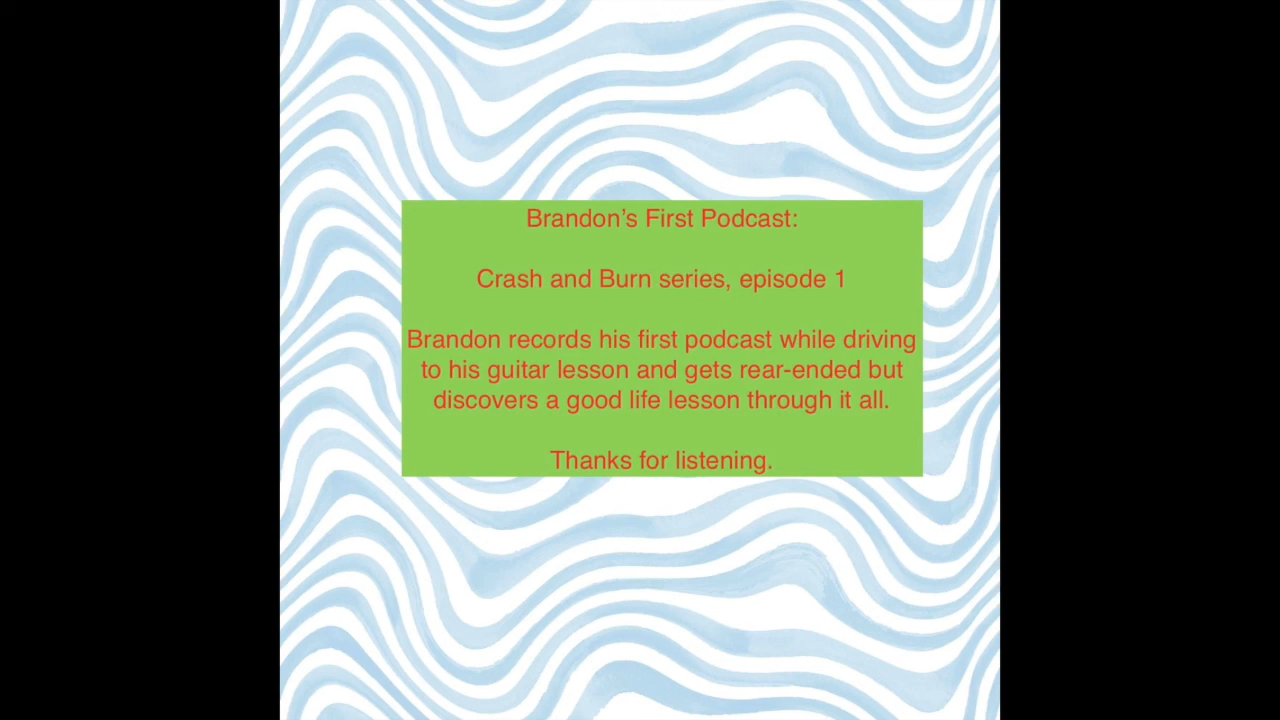 Brandon’s First Podcast:
Crash and Burn series, episode 1
Brandon records his first podcast while driving
to his guitar lesson and gets rear-ended but
discovers a good life lesson through it all.
Thanks for listening.